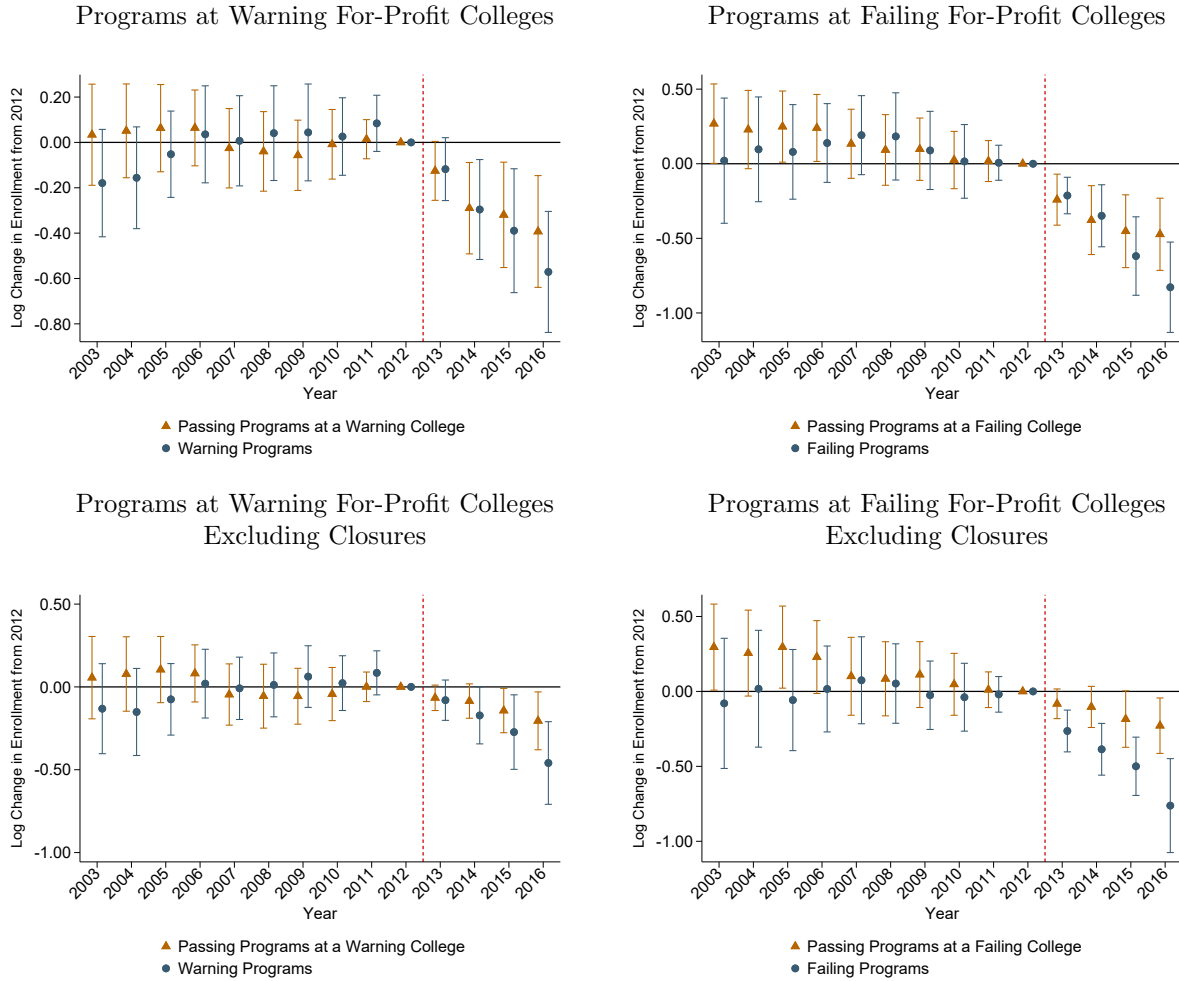 Programs at Warning For-Profit Colleges
Log Change in Enrollment from 2012
0.20
0.00
-0.20
-0.40
-0.60
-0.80
2003 2004 2005 2006 2007 2008 2009 2010 2011 2012 2013 2014 2015 2016
Year
Passing Programs at a Warning College
Warning Programs
Programs at Failing For-Profit Colleges
Log Change in Enrollment from 2012
0.50
0.00
-0.50
-1.00
2003 2004 2005 2006 2007 2008 2009 2010 2011 2012 2013 2014 2015 2016
Year
Passing Programs at a Failing College
Failing Programs
Programs at Warning For-Profit Colleges
Excluding Closures
Log Change in Enrollment from 2012
0.50
0.00
-0.50
-1.00
2003 2004 2005 2006 2007 2008 2009 2010 2011 2012 2013 2014 2015 2016
Year
Passing Programs at a Warning College
Warning Programs
Programs at Failing For-Profit Colleges
Excluding Closures
Log Change in Enrollment from 2012
0.50
0.00
-0.50
-1.00
2003 2004 2005 2006 2007 2008 2009 2010 2011 2012 2013 2014 2015 2016
Year
Passing Programs at a Failing College
Failing Programs